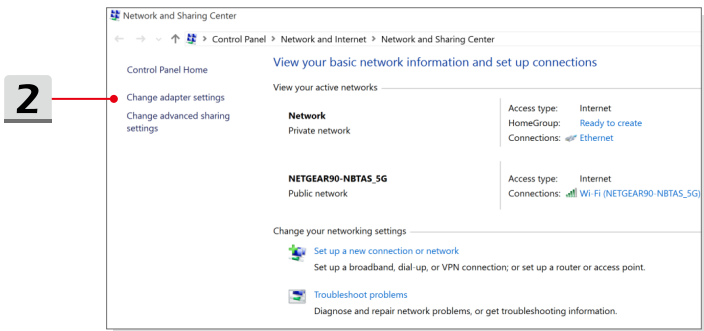 Network and Sharing Center
Control Panel > Network and Internet > Network and Sharing Center
Control Panel Home
2
Change adapter settings
Change advanced sharing
settings
View your basic network information and set up connections
View your active networks
Network
Private network
Access type: Internet
HomeGroup: Ready to create
Connections: Ethernet
NETGEAR90-NBTAS_5G
Public network
Access type: Internet
Connections: Wi-Fi (NETGEAR90-NBTAS_5G)
Change your networking settings
Set up a new connection or network
Set up a broadband, dial-up, or VPN connection; or set up a router or access point.
Troubleshoot problems
Diagnose and repair network problems, or get troubleshooting information.